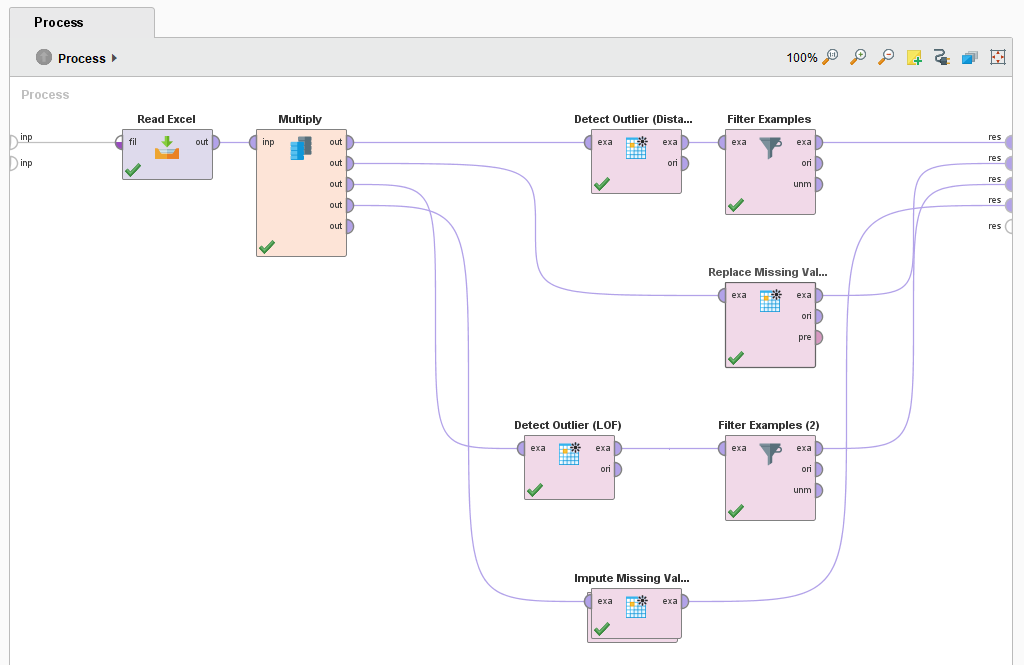 Process
Process
100%
Process
inp
inp
Read Excel
fil
out
Multiply
inp
out
out
out
out
out
Detect Outlier (Dista...
exa
exa
ori
Filter Examples
exa
exa
ori
unm
res
res
res
res
res
Replace Missing Val...
exa
exa
ori
pre
Detect Outlier (LOF)
exa
exa
ori
Filter Examples (2)
exa
exa
ori
unm
Impute Missing Val...
exa
exa